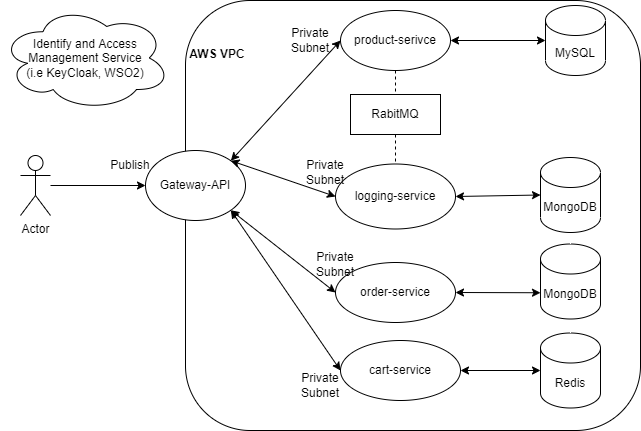 Identify and Access
Management Service
(i.e KeyCloak, WSO2)
AWS VPC
Private
Subnet
product-serivce
MySQL
RabitMQ
Publish
Gateway-API
Private
Subnet
logging-service
MongoDB
Actor
Private
Subnet
order-service
MongoDB
Private
Subnet
cart-service
Redis